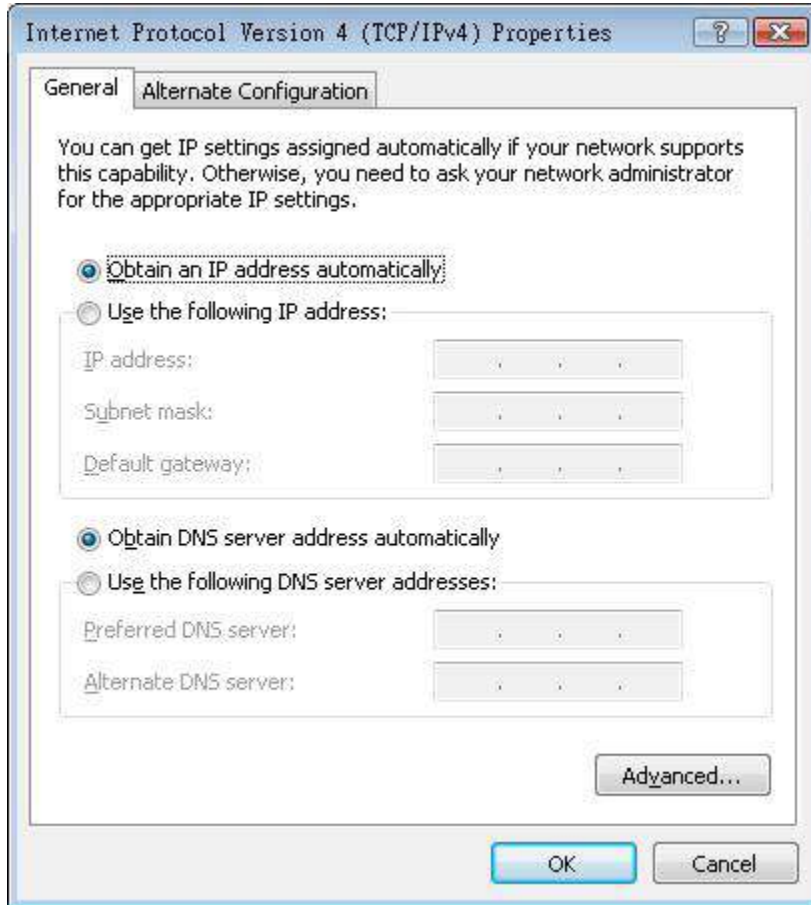 Internet Protocol Version 4 (TCP/IPv4) Properties
?
General
Alternate Configuration
You can get IP settings assigned automatically if your network supports
this capability. Otherwise, you need to ask your network administrator
for the appropriate IP settings.
Obtain an IP address automatically
Use the following IP address:
IP address:
Subnet mask:
Default gateway:
Obtain DNS server address automatically
Use the following DNS server addresses:
Preferred DNS server:
Alternate DNS server:
Advanced...
OK
Cancel